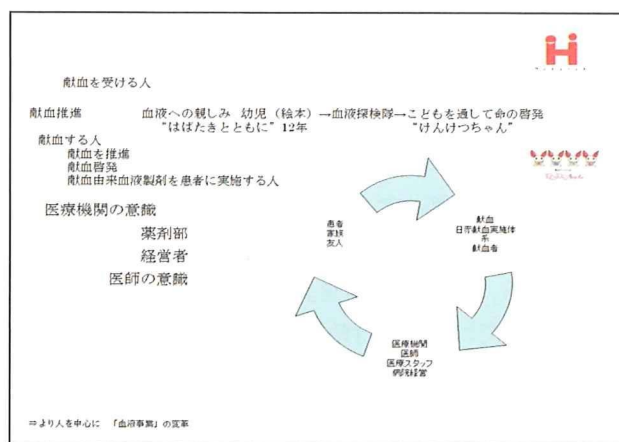 献血を受ける人
献血推進 血液への親しみ 幼児（絵本）→血液探検隊→こどもを通して命の啓発
“はばたきとともに” 12年 “けんけつちゃん”
献血する人
献血を推進
献血啓発
献血由来血液製剤を患者に実施する人
医療機関の意識
薬剤部
経営者
医師の意識
患者
家族
友人
献血
日赤献血実施体
系
献血者
医療機関
医師
医療スタッフ
病院経営
⇒より人を中心に 「血液事業」の変革